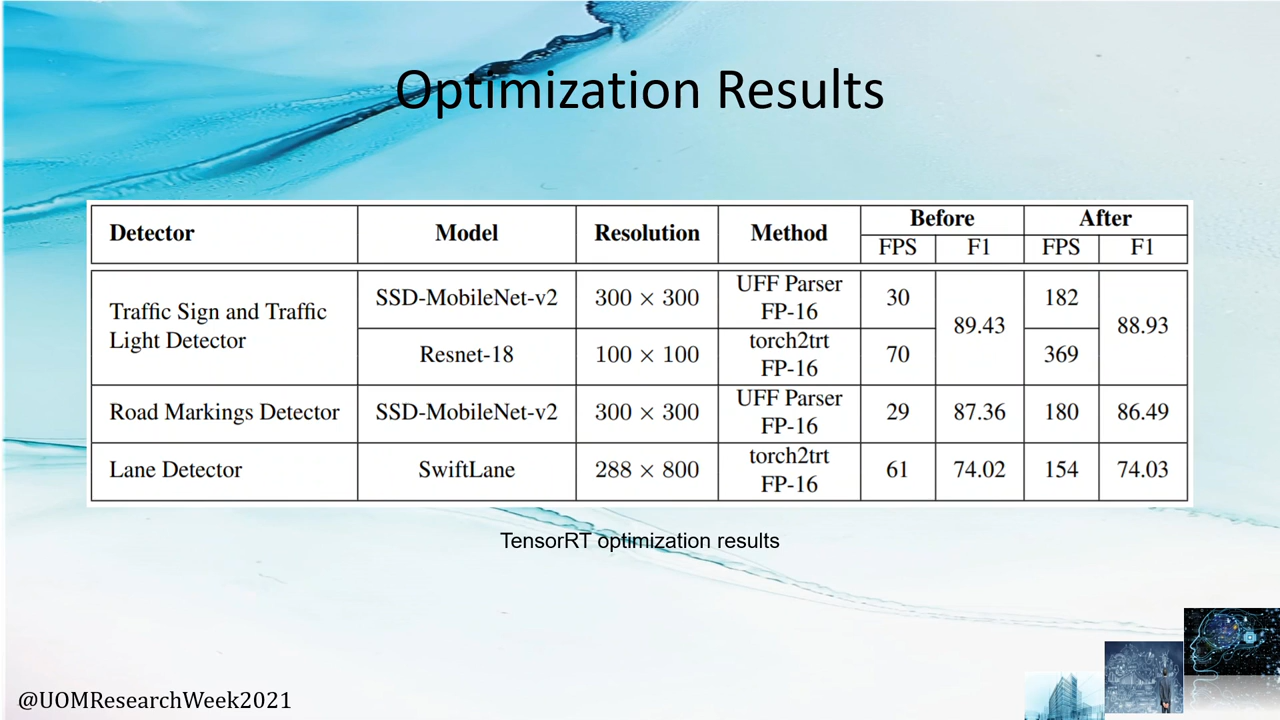 Optimization Results
Detector Model Resolution Method Before After
FPS F1 FPS F1
Traffic Sign and Traffic Light Detector SSD-MobileNet-v2 300 × 300 UFF Parser FP-16 30 89.43 182 88.93
Resnet-18 100 × 100 torch2trt FP-16 70 369
Road Markings Detector SSD-MobileNet-v2 300 × 300 UFF Parser FP-16 29 87.36 180 86.49
Lane Detector SwiftLane 288 × 800 torch2trt FP-16 61 74.02 154 74.03
TensorRT optimization results
@UOMResearchWeek2021